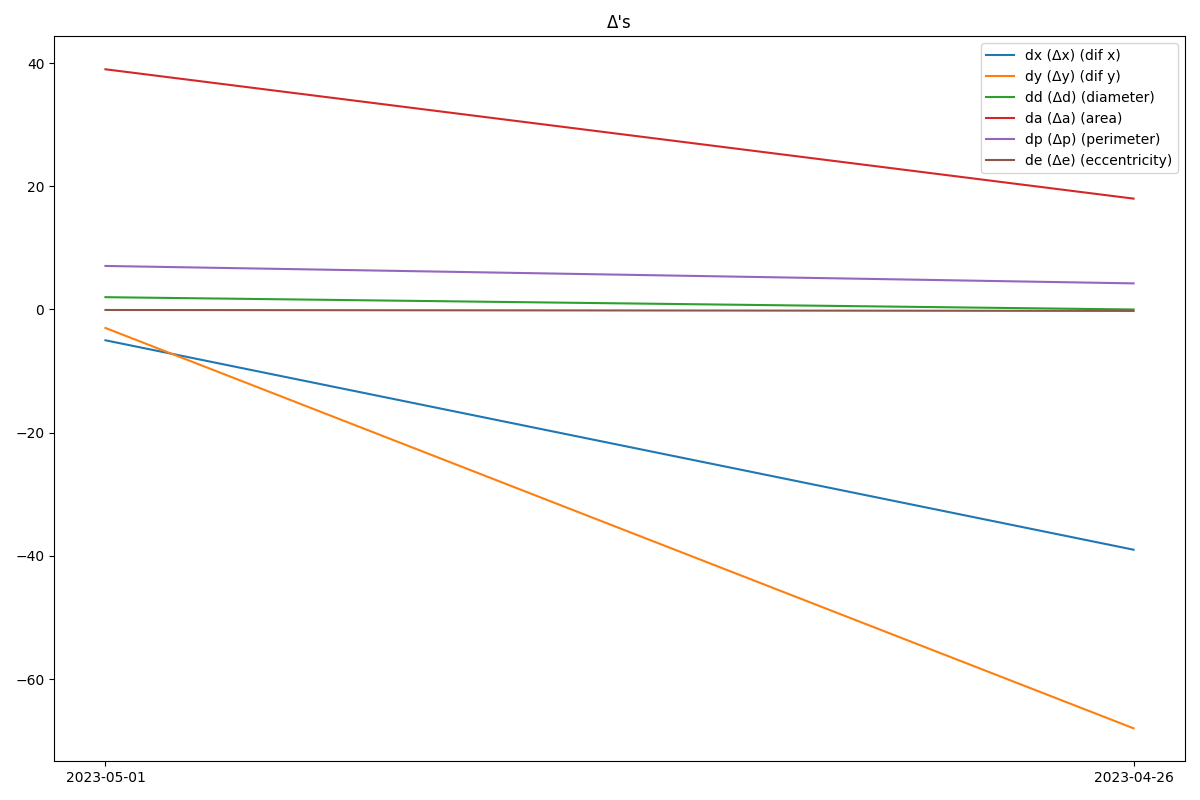 Δ's
dx (Δx) (dif x)
dy (Δy) (dif y)
dd (Δd) (diameter)
da (Δa) (area)
dp (Δp) (perimeter)
de (Δe) (eccentricity)
40
20
0
−20
−40
−60
2023-05-01 2023-04-26